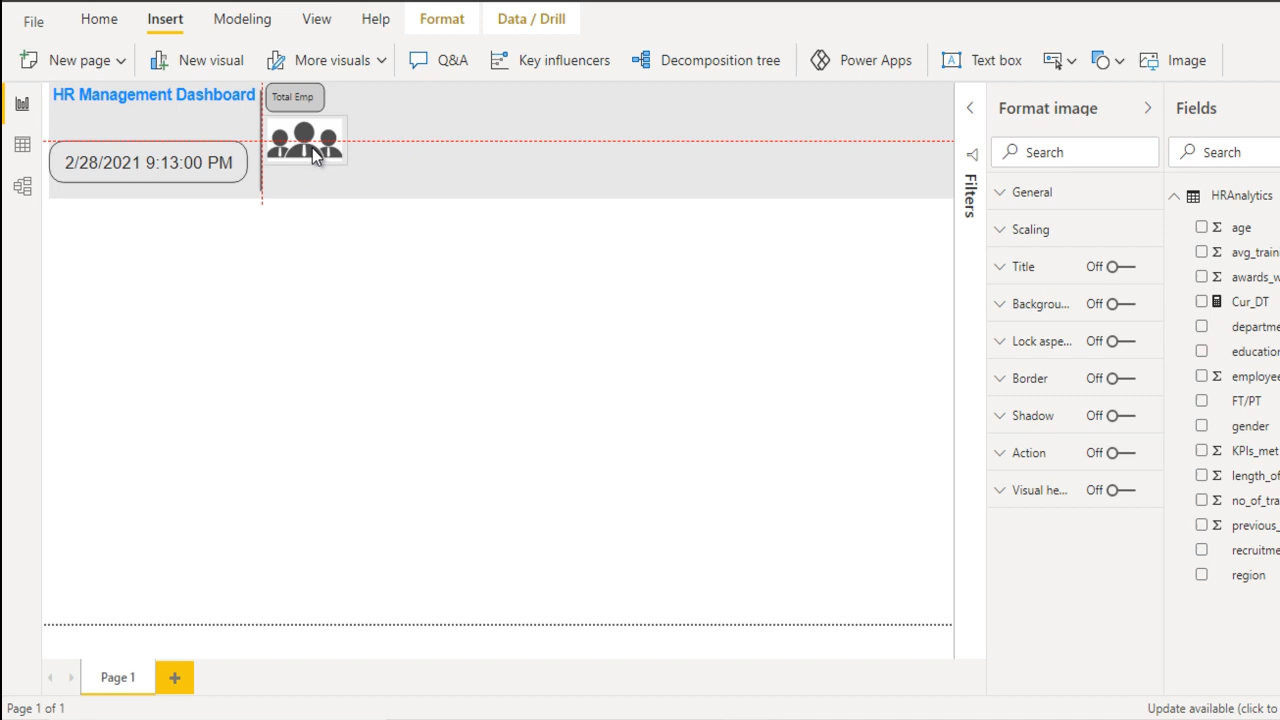 File Home Insert Modeling View Help Format Data / Drill
New page New visual More visuals Q&A Key influencers Decomposition tree Power Apps Text box Image
HR Management Dashboard
Total Emp
2/28/2021 9:13:00 PM
Filters
Format image
Search
General
Scaling
Title Off
Backgrou... Off
Lock aspe... Off
Border Off
Shadow Off
Action Off
Visual he... Off
Fields
Search
HRAnalytics
age
avg_traini
awards_w
Cur_DT
departme
education
employee
FT/PT
gender
KPIs_met
length_of
no_of_tra
previous_
recruitme
region
Page 1
Page 1 of 1
Update available (click to